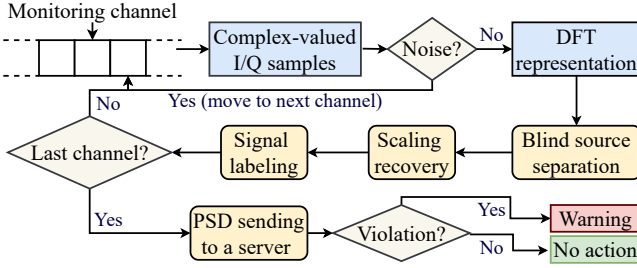 Monitoring channel
Complex-valued
I/Q samples
Noise?
No
DFT
representation
No
Yes (move to next channel)
Last channel?
Signal
labeling
Scaling
recovery
Blind source
separation
Yes
PSD sending
to a server
Violation?
Yes
Warning
No
No action